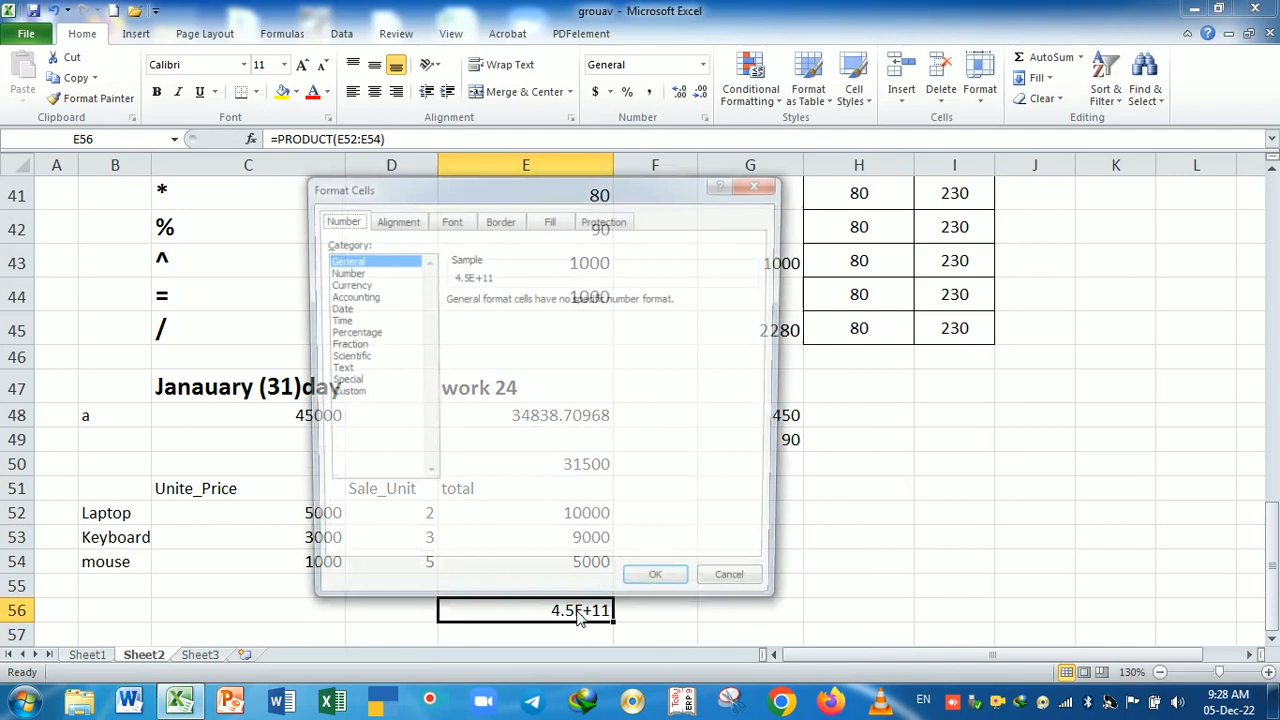 grouav - Microsoft Excel
File Home Insert Page Layout Formulas Data Review View Acrobat PDFelement
Cut
Copy
Format Painter
Paste
Clipboard
Calibri 11
B I U
Font
Wrap Text
Merge & Center
Alignment
General
$ % ,
Number
Conditional Formatting
Format as Table
Cell Styles
Styles
Insert Delete Format
Cells
AutoSum
Fill
Clear
Sort & Filter
Find & Select
Editing
E56 fx =PRODUCT(E52:E54)
A B C D E F G H I J K L
41 * 80 80 230
42 % 90 80 230
43 ^ 1000 1000 80 230
44 = 1000 80 230
45 / 2280 80 230
46
47 Janauary (31)day work 24
48 a 45000 34838.70968 450
49 90
50 31500
51 Unite_Price Sale_Unit total
52 Laptop 5000 2 10000
53 Keyboard 3000 3 9000
54 mouse 1000 5 5000
55
56 4.5E+11
57
Format Cells
Number Alignment Font Border Fill Protection
Category:
General
Number
Currency
Accounting
Date
Time
Percentage
Fraction
Scientific
Text
Special
Custom
Sample
4.5E+11
General format cells have no specific number format.
OK Cancel
Sheet1 Sheet2 Sheet3
Ready 130%
EN
9:28 AM
05-Dec-22